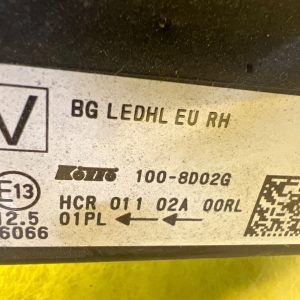 V
BG LEDHL EU RH
KOITO 100-8D02G
E13 HCR 011 02A 00RL
12.5 01PL
6066